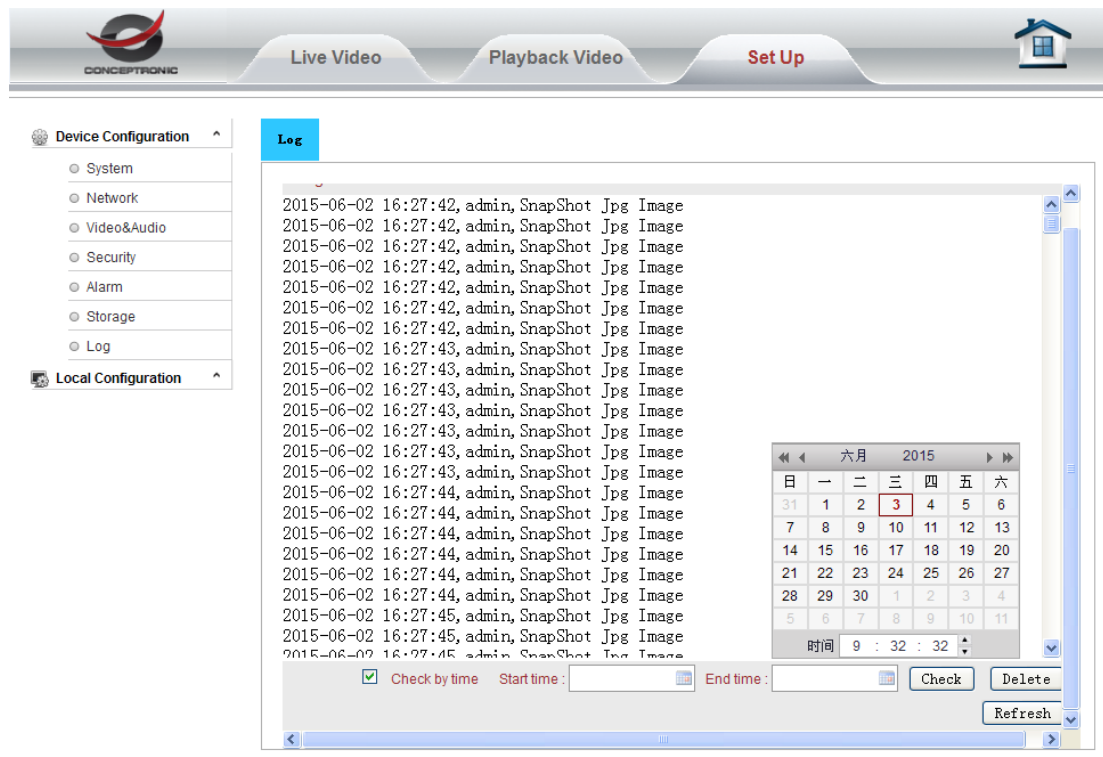 CONCEPTRONIC
Live Video
Playback Video
Set Up
Device Configuration
System
Network
Video&Audio
Security
Alarm
Storage
Log
Local Configuration
Log
2015-06-02 16:27:42,admin,SnapShot Jpg Image
2015-06-02 16:27:42,admin,SnapShot Jpg Image
2015-06-02 16:27:42,admin,SnapShot Jpg Image
2015-06-02 16:27:42,admin,SnapShot Jpg Image
2015-06-02 16:27:42,admin,SnapShot Jpg Image
2015-06-02 16:27:42,admin,SnapShot Jpg Image
2015-06-02 16:27:42,admin,SnapShot Jpg Image
2015-06-02 16:27:43,admin,SnapShot Jpg Image
2015-06-02 16:27:43,admin,SnapShot Jpg Image
2015-06-02 16:27:43,admin,SnapShot Jpg Image
2015-06-02 16:27:43,admin,SnapShot Jpg Image
2015-06-02 16:27:43,admin,SnapShot Jpg Image
2015-06-02 16:27:43,admin,SnapShot Jpg Image
2015-06-02 16:27:43,admin,SnapShot Jpg Image
2015-06-02 16:27:44,admin,SnapShot Jpg Image
2015-06-02 16:27:44,admin,SnapShot Jpg Image
2015-06-02 16:27:44,admin,SnapShot Jpg Image
2015-06-02 16:27:44,admin,SnapShot Jpg Image
2015-06-02 16:27:44,admin,SnapShot Jpg Image
2015-06-02 16:27:44,admin,SnapShot Jpg Image
2015-06-02 16:27:45,admin,SnapShot Jpg Image
2015-06-02 16:27:45,admin,SnapShot Jpg Image
2015-06-02 16:27:45,admin,SnapShot Jpg Image
六月 2015
日 一 二 三 四 五 六
31 1 2 3 4 5 6
7 8 9 10 11 12 13
14 15 16 17 18 19 20
21 22 23 24 25 26 27
28 29 30 1 2 3 4
5 6 7 8 9 10 11
时间 9 : 32 : 32
Check by time Start time : End time : Check Delete
Refresh